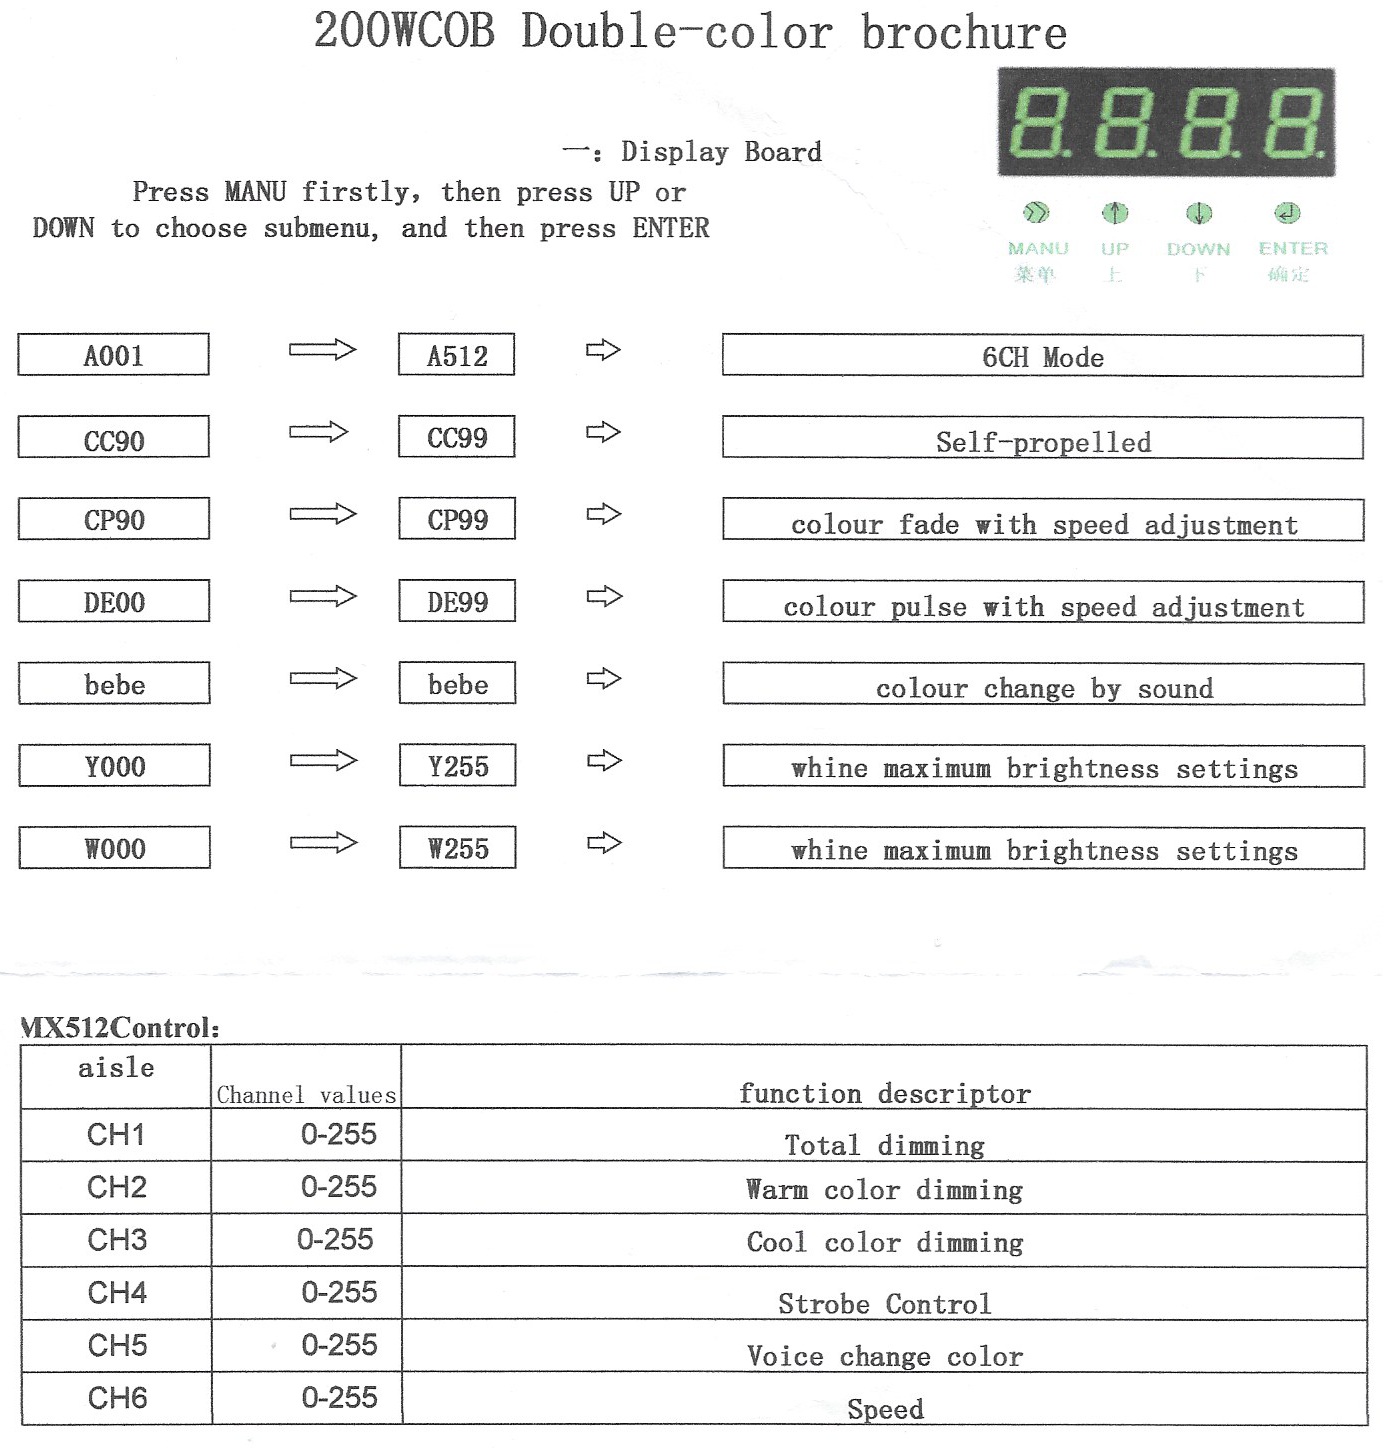 200WCOB Double-color brochure
8.8.8.8.
一: Display Board
Press MANU firstly, then press UP or
DOWN to choose submenu, and then press ENTER
MANU UP DOWN ENTER
菜单 上 下 确定
A001 A512 6CH Mode
CC90 CC99 Self-propelled
CP90 CP99 colour fade with speed adjustment
DE00 DE99 colour pulse with speed adjustment
bebe bebe colour change by sound
Y000 Y255 whine maximum brightness settings
W000 W255 whine maximum brightness settings
MX512Control:
aisle Channel values function descriptor
CH1 0-255 Total dimming
CH2 0-255 Warm color dimming
CH3 0-255 Cool color dimming
CH4 0-255 Strobe Control
CH5 0-255 Voice change color
CH6 0-255 Speed